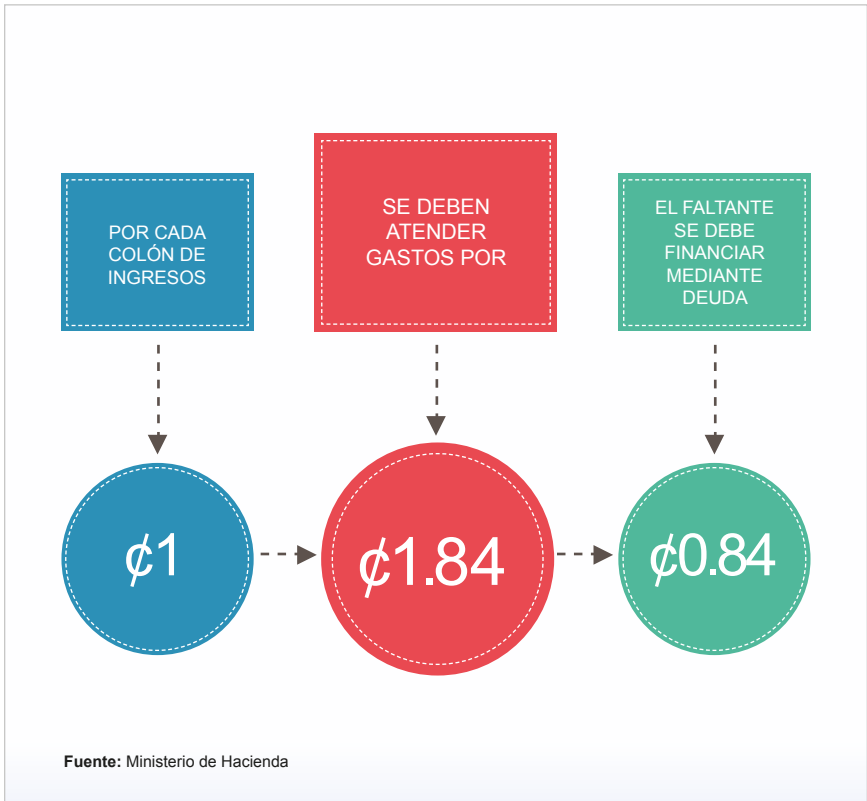 POR CADA
COLÓN DE
INGRESOS
SE DEBEN
ATENDER
GASTOS POR
EL FALTANTE
SE DEBE
FINANCIAR
MEDIANTE
DEUDA
₡1
₡1.84
₡0.84
Fuente: Ministerio de Hacienda